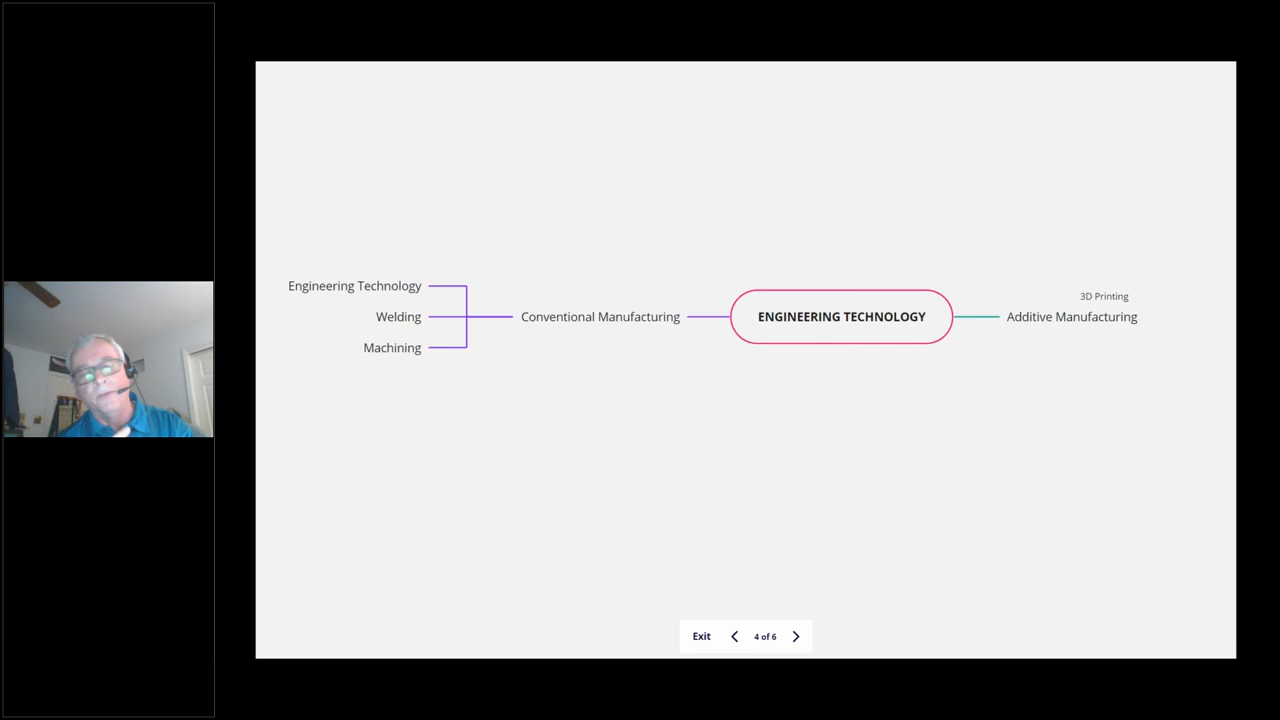 Engineering Technology
Welding
Machining
Conventional Manufacturing
ENGINEERING TECHNOLOGY
3D Printing
Additive Manufacturing
Exit
4 of 6